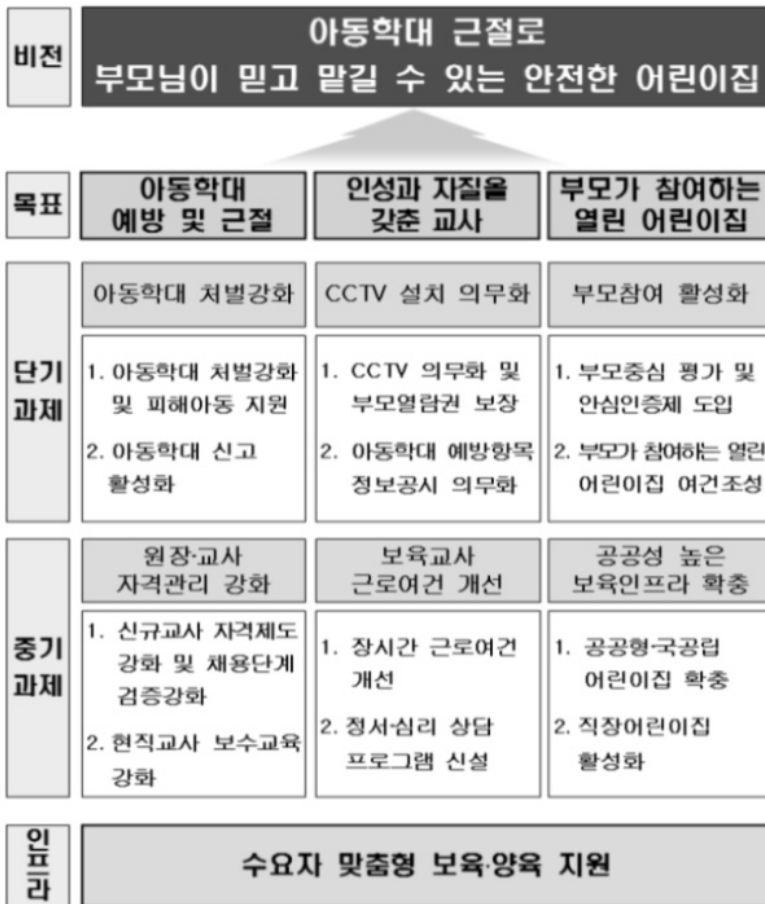 비전
아동학대 근절로
부모님이 믿고 맡길 수 있는 안전한 어린이집
목표
아동학대
예방 및 근절
인성과 자질을
갖춘 교사
부모가 참여하는
열린 어린이집
단기
과제
아동학대 처벌강화
1. 아동학대 처벌강화
및 피해아동 지원
2. 아동학대 신고
활성화
CCTV 설치 의무화
1. CCTV 의무화 및
부모열람권 보장
2. 아동학대 예방항목
정보공시 의무화
부모참여 활성화
1. 부모중심 평가 및
안심인증제 도입
2. 부모가 참여하는 열린
어린이집 여건조성
중기
과제
원장·교사
자격관리 강화
1. 신규교사 자격제도
강화 및 채용단계
검증강화
2. 현직교사 보수교육
강화
보육교사
근로여건 개선
1. 장시간 근로여건
개선
2. 정서·심리 상담
프로그램 신설
공공성 높은
보육인프라 확충
1. 공공형·국공립
어린이집 확충
2. 직장어린이집
활성화
인프라
수요자 맞춤형 보육·양육 지원